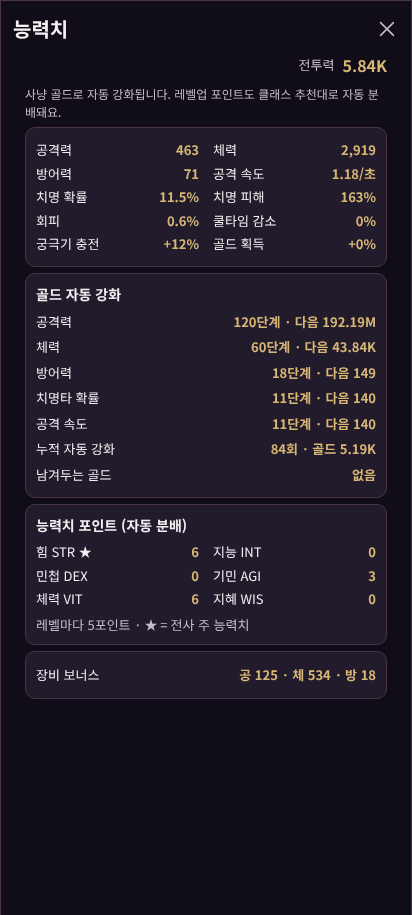 능력치
전투력 5.84K
사냥 골드로 자동 강화됩니다. 레벨업 포인트도 클래스 추천대로 자동 분
배돼요.
공격력 463 체력 2,919
방어력 71 공격 속도 1.18/초
치명 확률 11.5% 치명 피해 163%
회피 0.6% 쿨타임 감소 0%
궁극기 충전 +12% 골드 획득 +0%
골드 자동 강화
공격력 120단계 · 다음 192.19M
체력 60단계 · 다음 43.84K
방어력 18단계 · 다음 149
치명타 확률 11단계 · 다음 140
공격 속도 11단계 · 다음 140
누적 자동 강화 84회 · 골드 5.19K
남겨두는 골드 없음
능력치 포인트 (자동 분배)
힘 STR ★ 6 지능 INT 0
민첩 DEX 0 기민 AGI 3
체력 VIT 6 지혜 WIS 0
레벨마다 5포인트 · ★ = 전사 주 능력치
장비 보너스 공 125 · 체 534 · 방 18